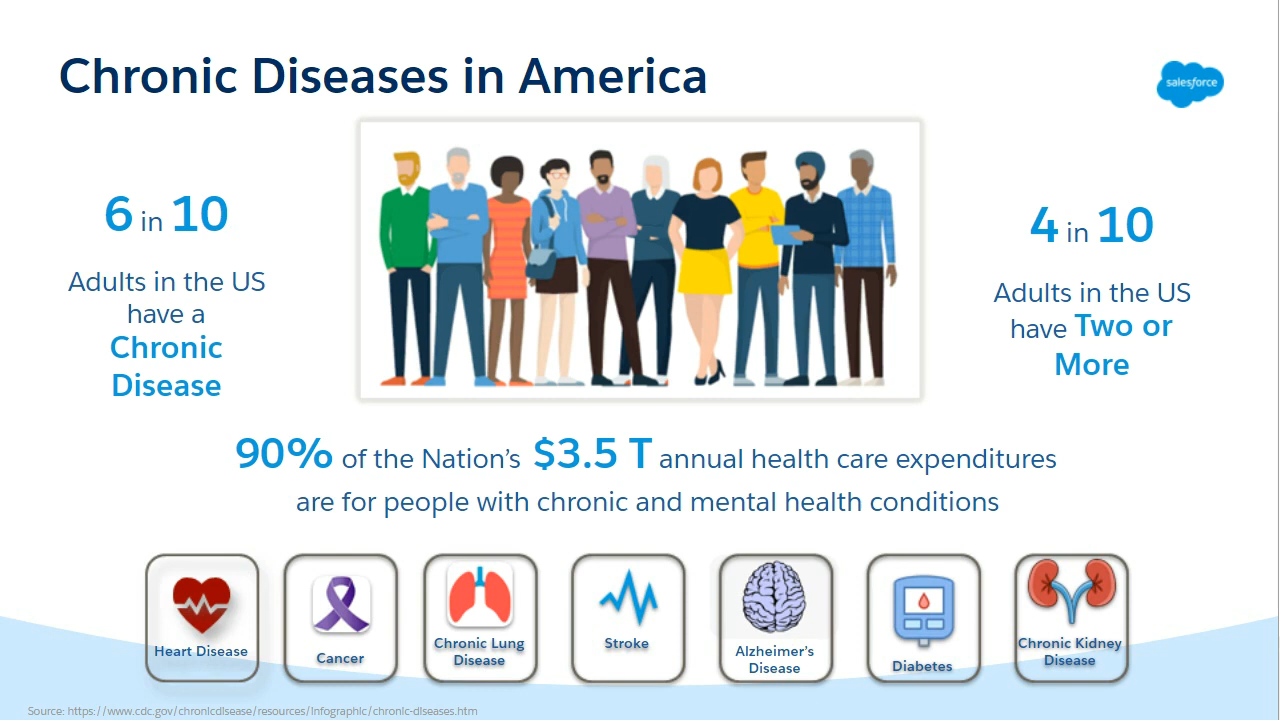 Chronic Diseases in America
salesforce
6 in 10
Adults in the US
have a
Chronic
Disease
4 in 10
Adults in the US
have Two or
More
90% of the Nation's $3.5 T annual health care expenditures
are for people with chronic and mental health conditions
Heart Disease
Cancer
Chronic Lung
Disease
Stroke
Alzheimer's
Disease
Diabetes
Chronic Kidney
Disease
Source: https://www.cdc.gov/chronicdisease/resources/infographic/chronic-diseases.htm